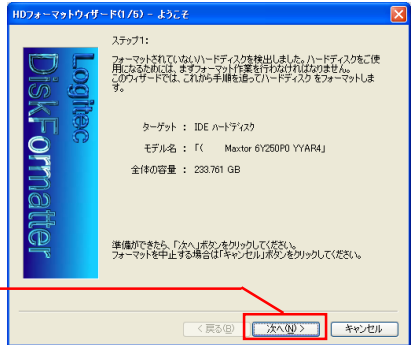 HDフォーマットウィザード(1/5) - ようこそ
Logitec
DiskFormatter
ステップ1:
フォーマットされていないハードディスクを検出しました。ハードディスクをご使
用になるためには、まずフォーマット作業を行わなければなりません。
このウィザードでは、これから手順を追ってハードディスク をフォーマットしま
す。
ターゲット : IDE ハードディスク
モデル名 : 「( Maxtor 6Y250P0 YYAR4」
全体の容量 : 233.761 GB
準備ができたら、「次へ」ボタンをクリックしてください。
フォーマットを中止する場合は「キャンセル」ボタンをクリックしてください。
< 戻る(B)
次へ(N) >
キャンセル